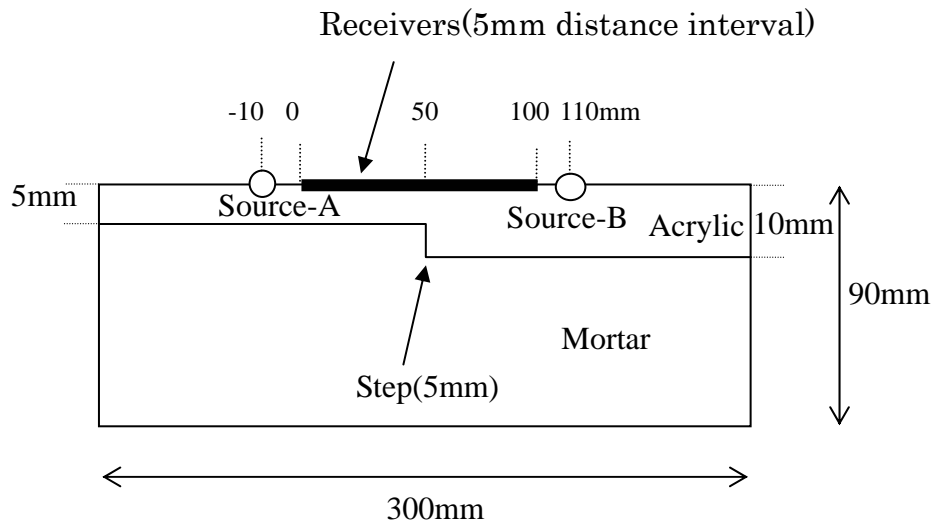 Receivers(5mm distance interval)
-10 0 50 100 110mm
5mm
Source-A
Source-B
Acrylic
10mm
90mm
Mortar
Step(5mm)
300mm